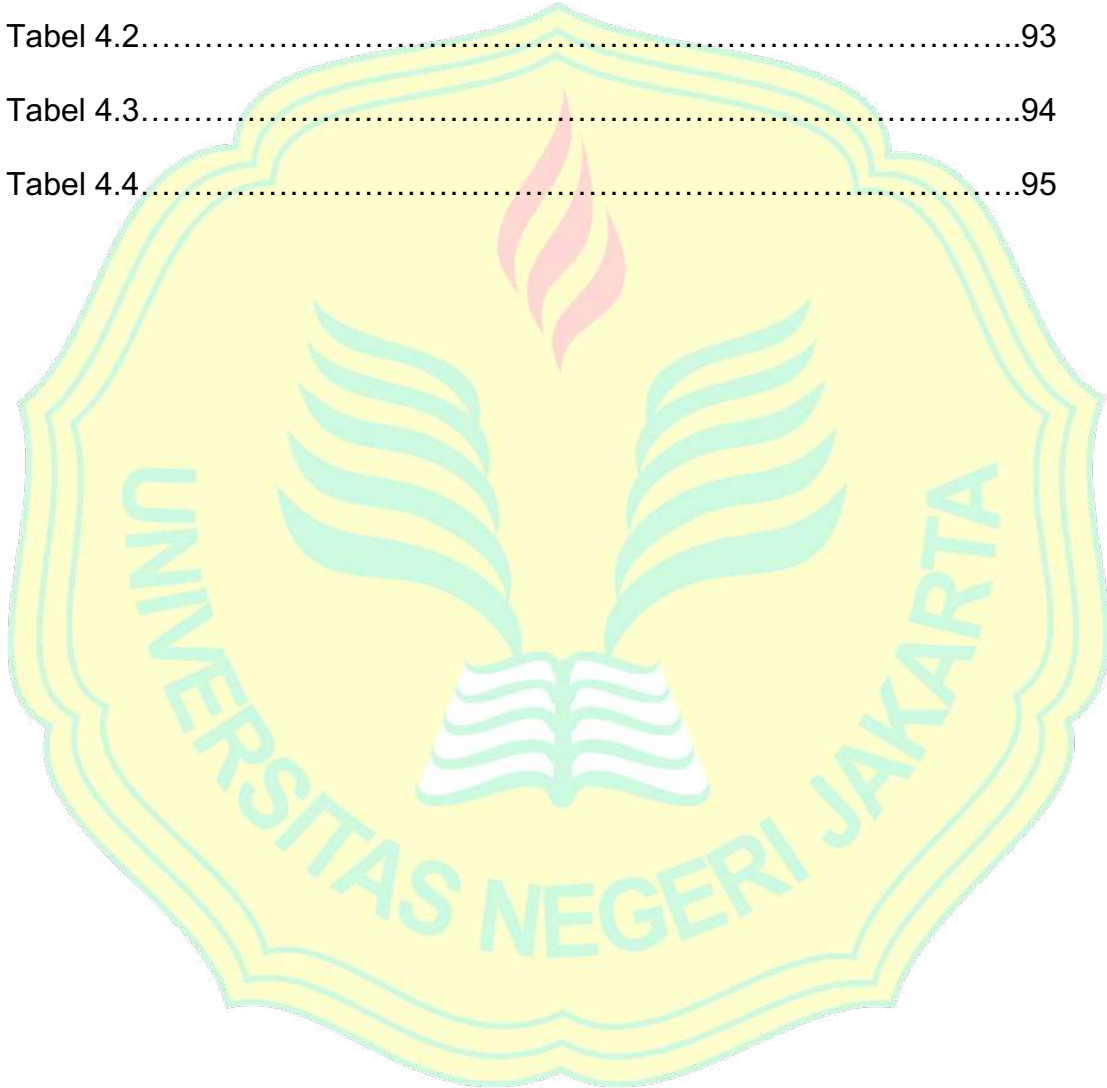 Tabel 4.2……………………………………………………………………………..93
Tabel 4.3……………………………………………………………………………..94
Tabel 4.4……………………………………………………………………………..95
UNIVERSITAS NEGERI JAKARTA